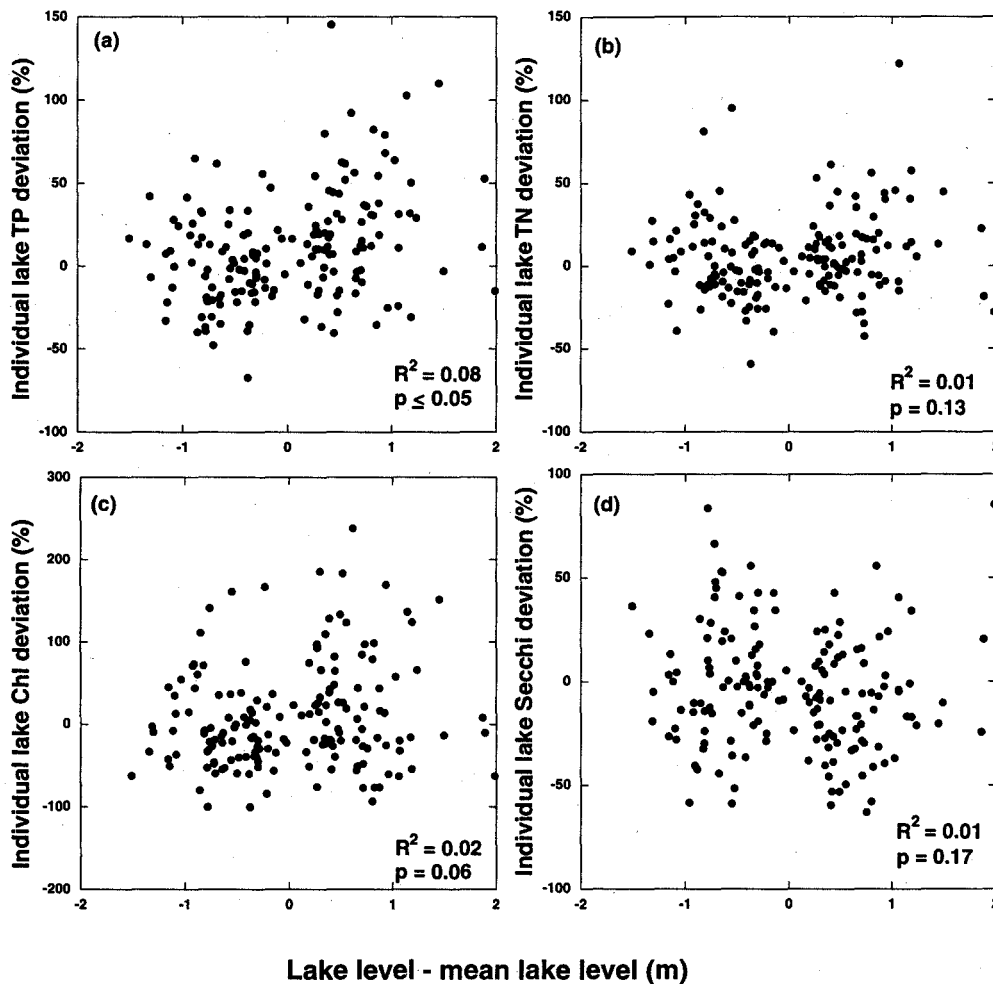 (a)
Individual lake TP deviation (%)
150
100
50
0
-50
-100
-2
-1
0
1
2
R² = 0.08
p ≤ 0.05
(b)
Individual lake TN deviation (%)
150
100
50
0
-50
-100
-2
-1
0
1
2
R² = 0.01
p = 0.13
(c)
Individual lake Chl deviation (%)
300
200
100
0
-100
-200
-2
-1
0
1
2
R² = 0.02
p = 0.06
(d)
Individual lake Secchi deviation (%)
100
50
0
-50
-100
-2
-1
0
1
2
R² = 0.01
p = 0.17
Lake level - mean lake level (m)